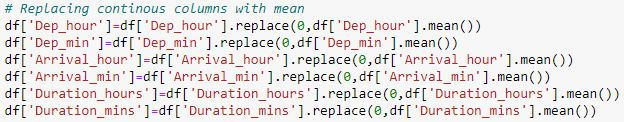 # Replacing continous columns with mean
df['Dep_hour']=df['Dep_hour'].replace(0,df['Dep_hour'].mean())
df['Dep_min']=df['Dep_min'].replace(0,df['Dep_min'].mean())
df['Arrival_hour']=df['Arrival_hour'].replace(0,df['Arrival_hour'].mean())
df['Arrival_min']=df['Arrival_min'].replace(0,df['Arrival_min'].mean())
df['Duration_hours']=df['Duration_hours'].replace(0,df['Duration_hours'].mean())
df['Duration_mins']=df['Duration_mins'].replace(0,df['Duration_mins'].mean())